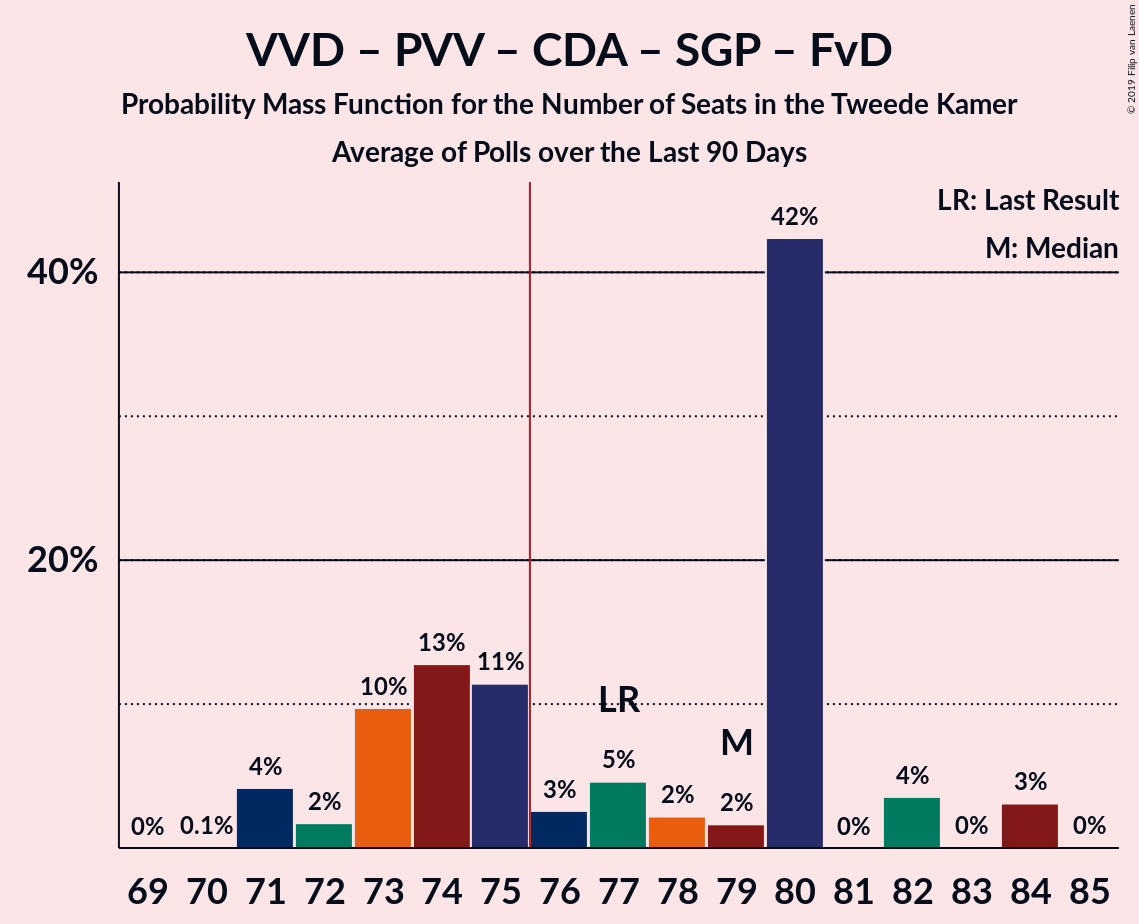 VVD – PVV – CDA – SGP – FvD
Probability Mass Function for the Number of Seats in the Tweede Kamer
Average of Polls over the Last 90 Days
© 2019 Filip van Laenen
LR: Last Result
M: Median
40%
20%
0% 0.1% 4% 2% 10% 13% 11% 3% 5% 2% 2% 42% 0% 4% 0% 3% 0%
LR
M
69 70 71 72 73 74 75 76 77 78 79 80 81 82 83 84 85